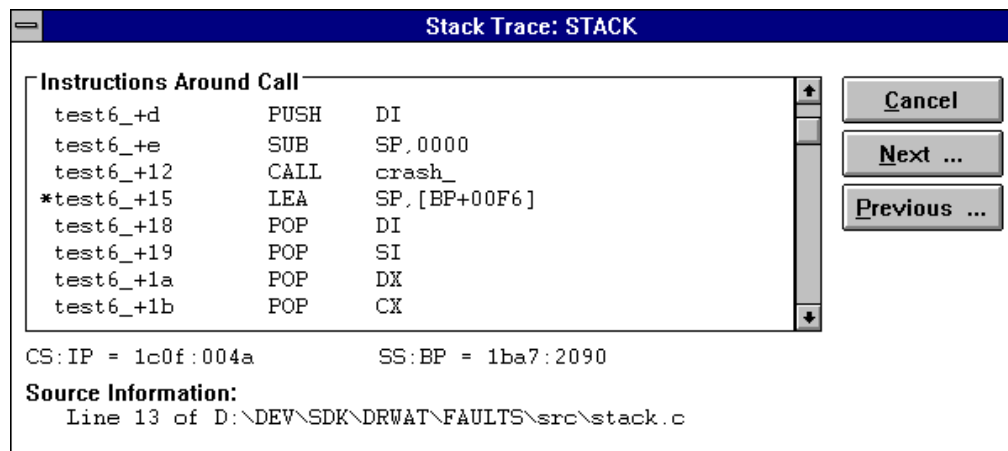 Stack Trace: STACK
Instructions Around Call
test6_+d PUSH DI
test6_+e SUB SP,0000
test6_+12 CALL crash_
*test6_+15 LEA SP,[BP+00F6]
test6_+18 POP DI
test6_+19 POP SI
test6_+1a POP DX
test6_+1b POP CX
Cancel
Next ...
Previous ...
CS:IP = 1c0f:004a SS:BP = 1ba7:2090
Source Information:
Line 13 of D:\DEV\SDK\DRWAT\FAULTS\src\stack.c